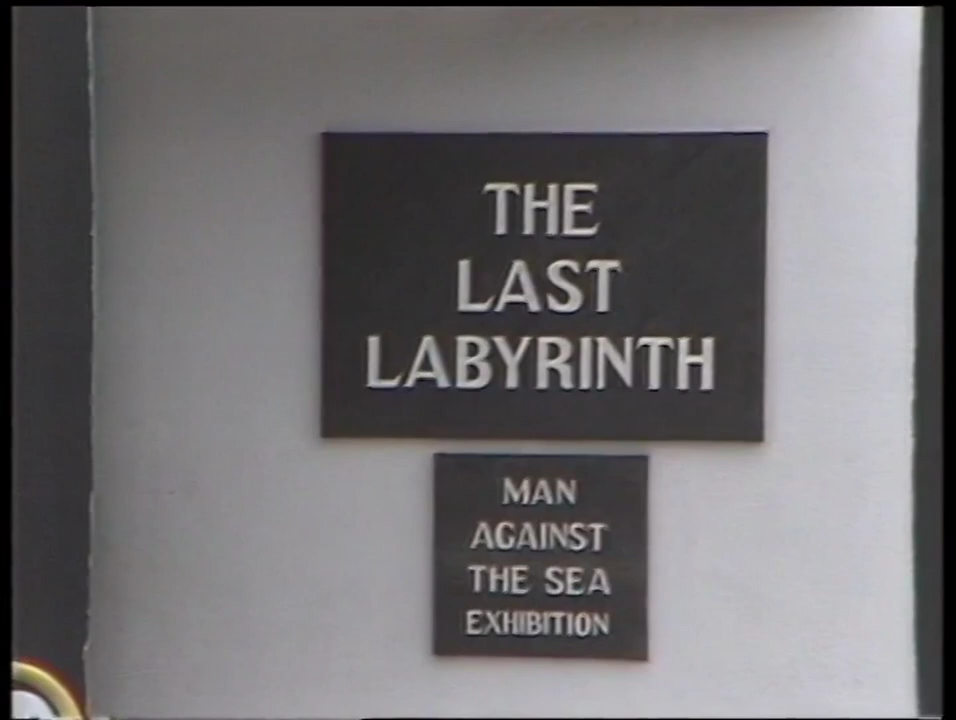 THE
LAST
LABYRINTH
MAN
AGAINST
THE SEA
EXHIBITION